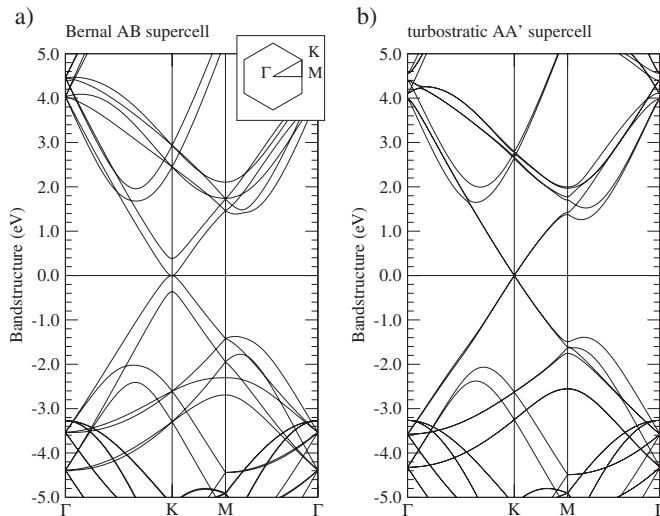 a)
Bernal AB supercell
K
Γ
M
5.0
4.0
3.0
2.0
1.0
0.0
-1.0
-2.0
-3.0
-4.0
-5.0
Bandstructure (eV)
Γ
K
M
Γ
b)
turbostratic AA' supercell
5.0
4.0
3.0
2.0
1.0
0.0
-1.0
-2.0
-3.0
-4.0
-5.0
Bandstructure (eV)
Γ
K
M
Γ